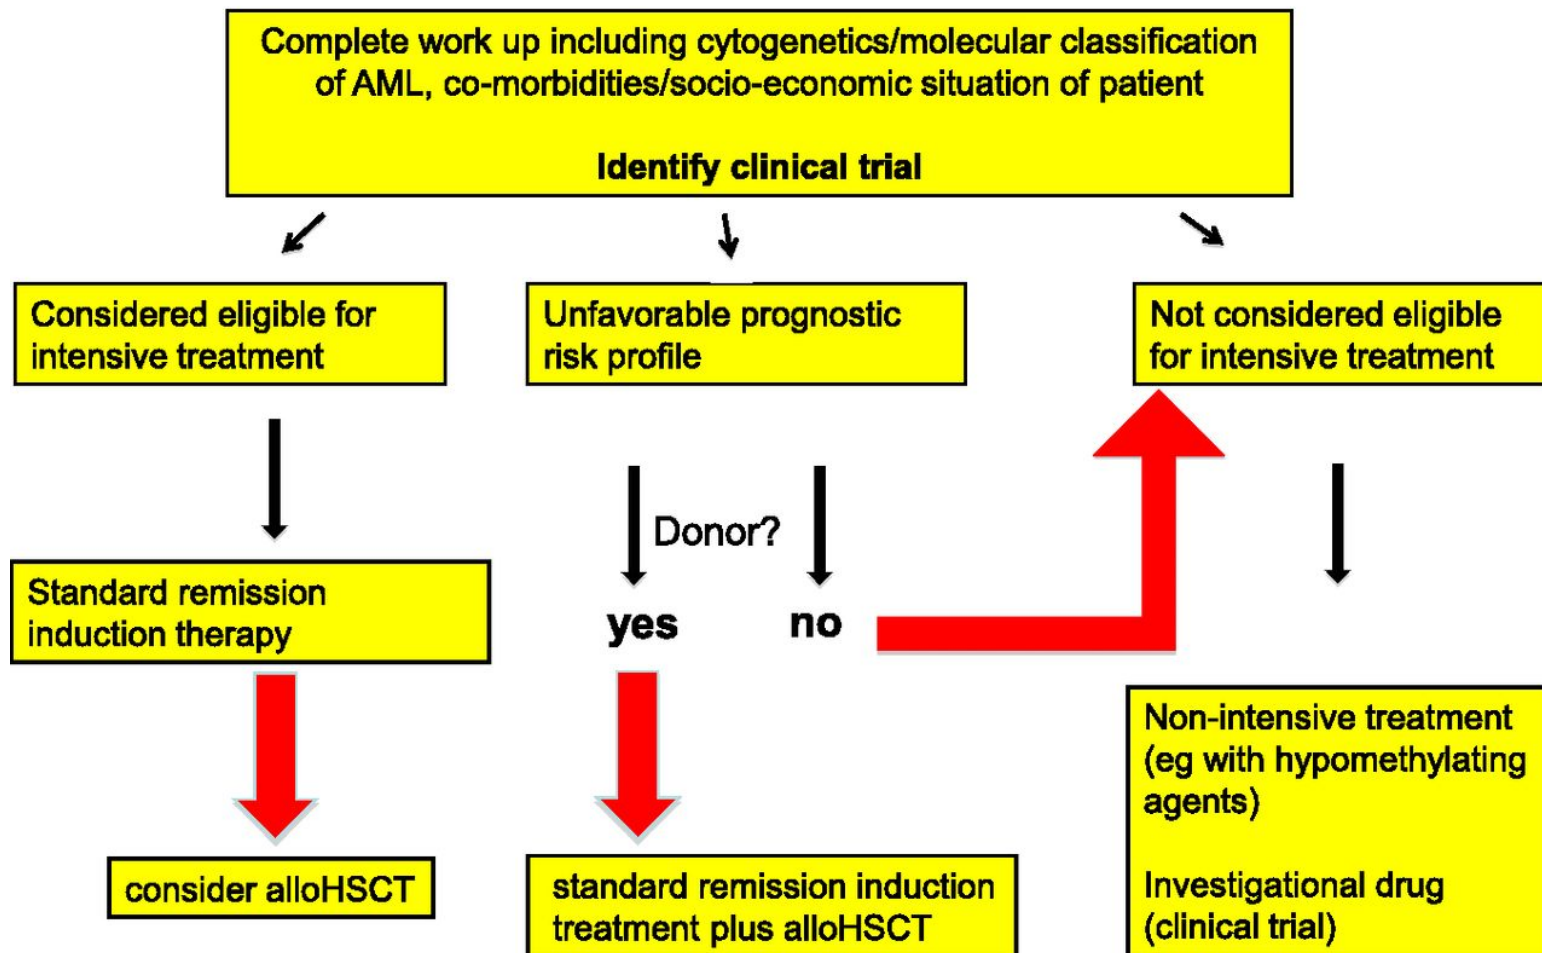 Complete work up including cytogenetics/molecular classification
of AML, co-morbidities/socio-economic situation of patient
Identify clinical trial
Considered eligible for
intensive treatment
Unfavorable prognostic
risk profile
Not considered eligible
for intensive treatment
Donor?
Standard remission
induction therapy
yes
no
consider alloHSCT
standard remission induction
treatment plus alloHSCT
Non-intensive treatment
(eg with hypomethylating
agents)
Investigational drug
(clinical trial)